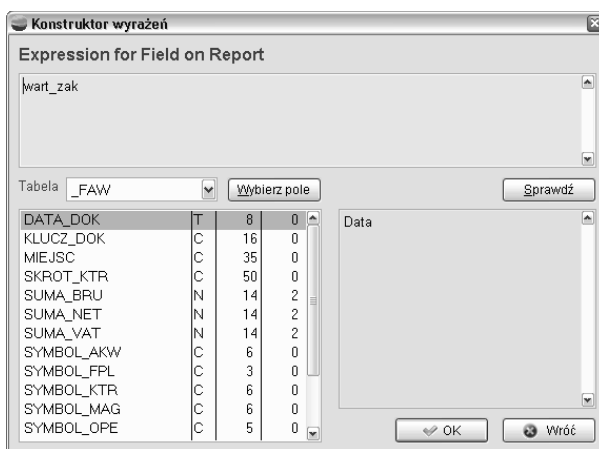 Konstruktor wyrażeń
Expression for Field on Report
wart_zak
Tabela _FAW Wybierz pole Sprawdź
DATA_DOK T 8 0
KLUCZ_DOK C 16 0
MIEJSC C 35 0
SKROT_KTR C 50 0
SUMA_BRU N 14 2
SUMA_NET N 14 2
SUMA_VAT N 14 2
SYMBOL_AKW C 6 0
SYMBOL_FPL C 3 0
SYMBOL_KTR C 6 0
SYMBOL_MAG C 6 0
SYMBOL_OPE C 5 0
Data
OK Wróć